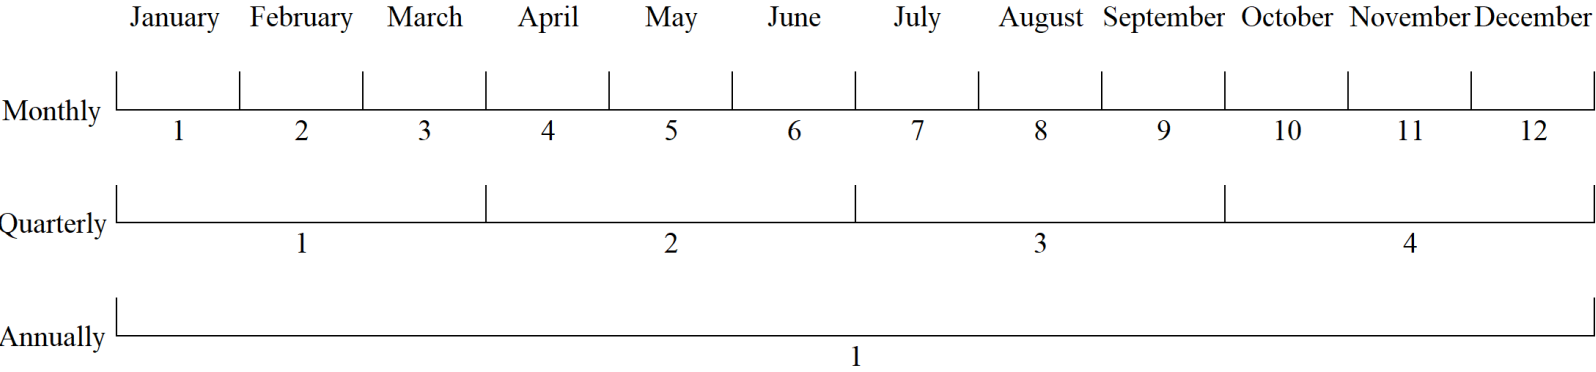 January February March April May June July August September October November December
Monthly
1 2 3 4 5 6 7 8 9 10 11 12
Quarterly
1 2 3 4
Annually
1